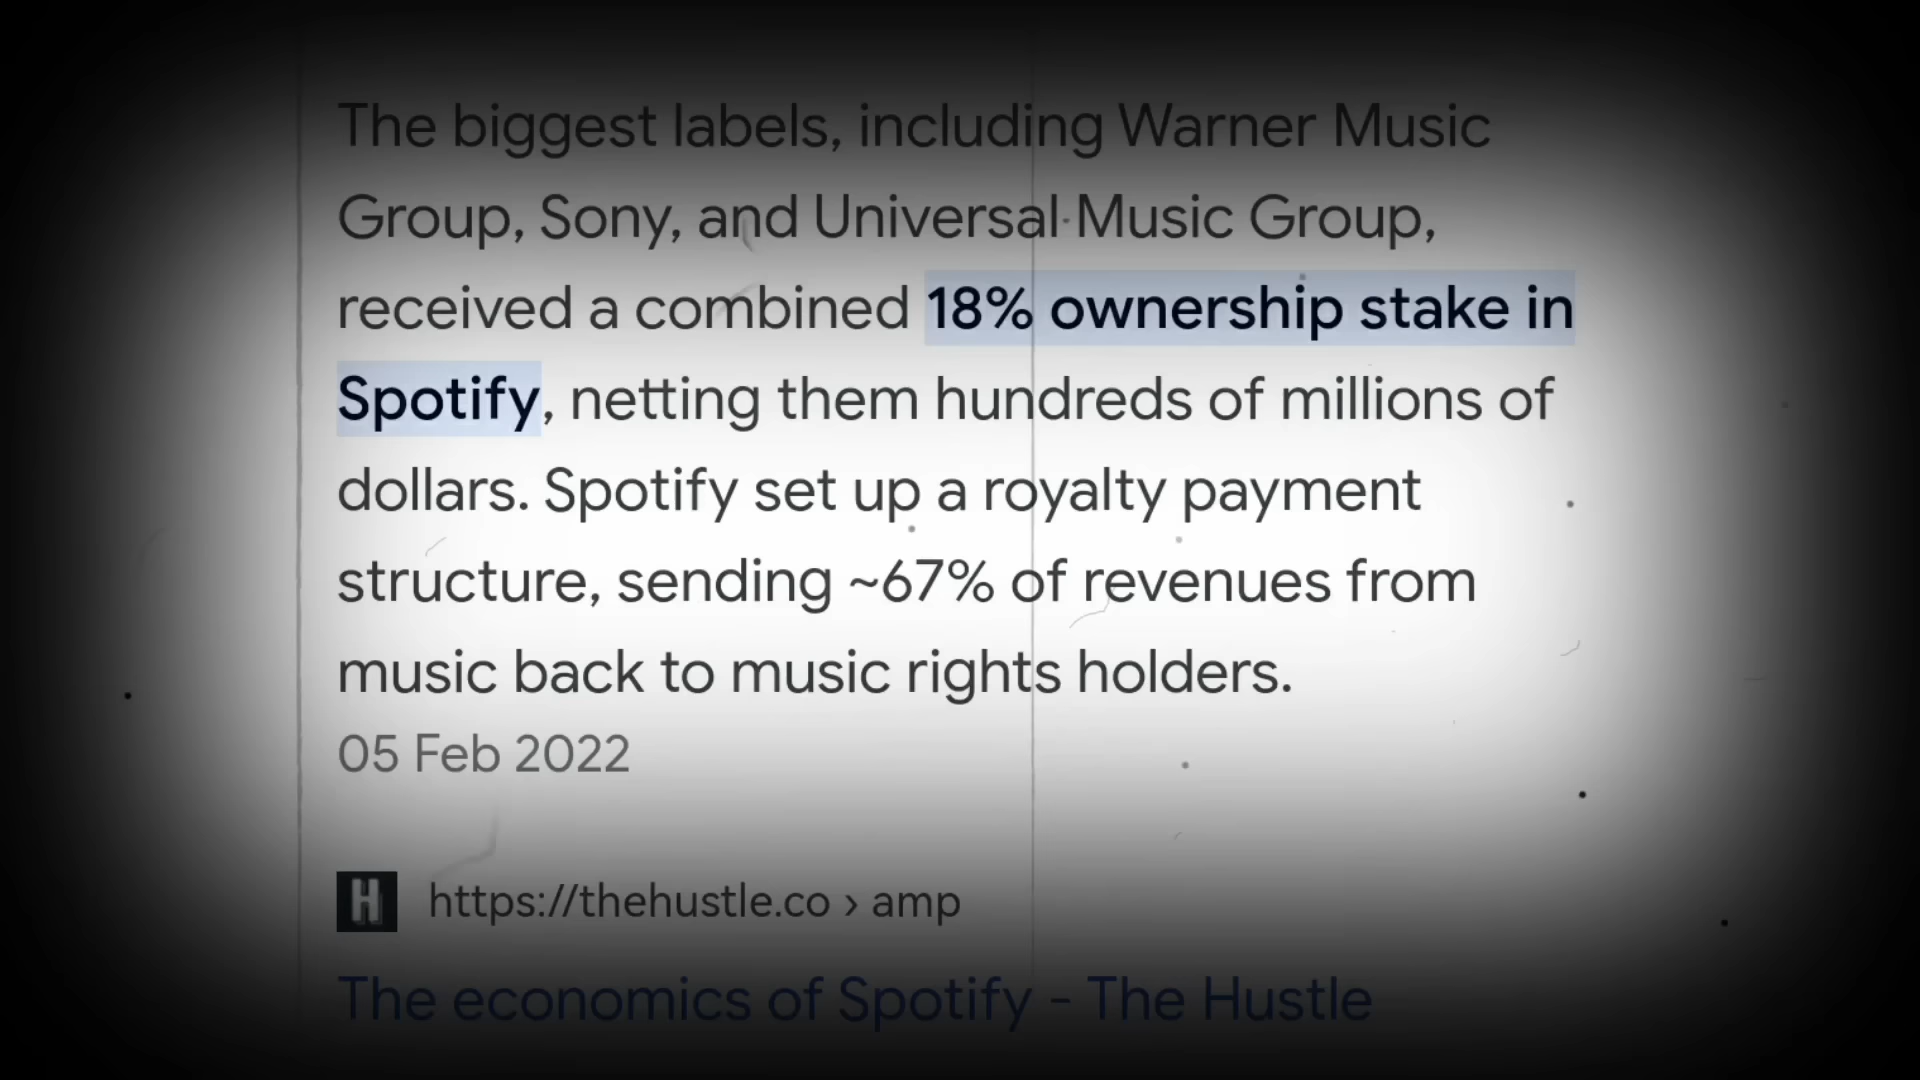 The biggest labels, including Warner Music
Group, Sony, and Universal Music Group,
received a combined 18% ownership stake in
Spotify, netting them hundreds of millions of
dollars. Spotify set up a royalty payment
structure, sending ~67% of revenues from
music back to music rights holders.
05 Feb 2022
H https://thehustle.co › amp
The economics of Spotify - The Hustle